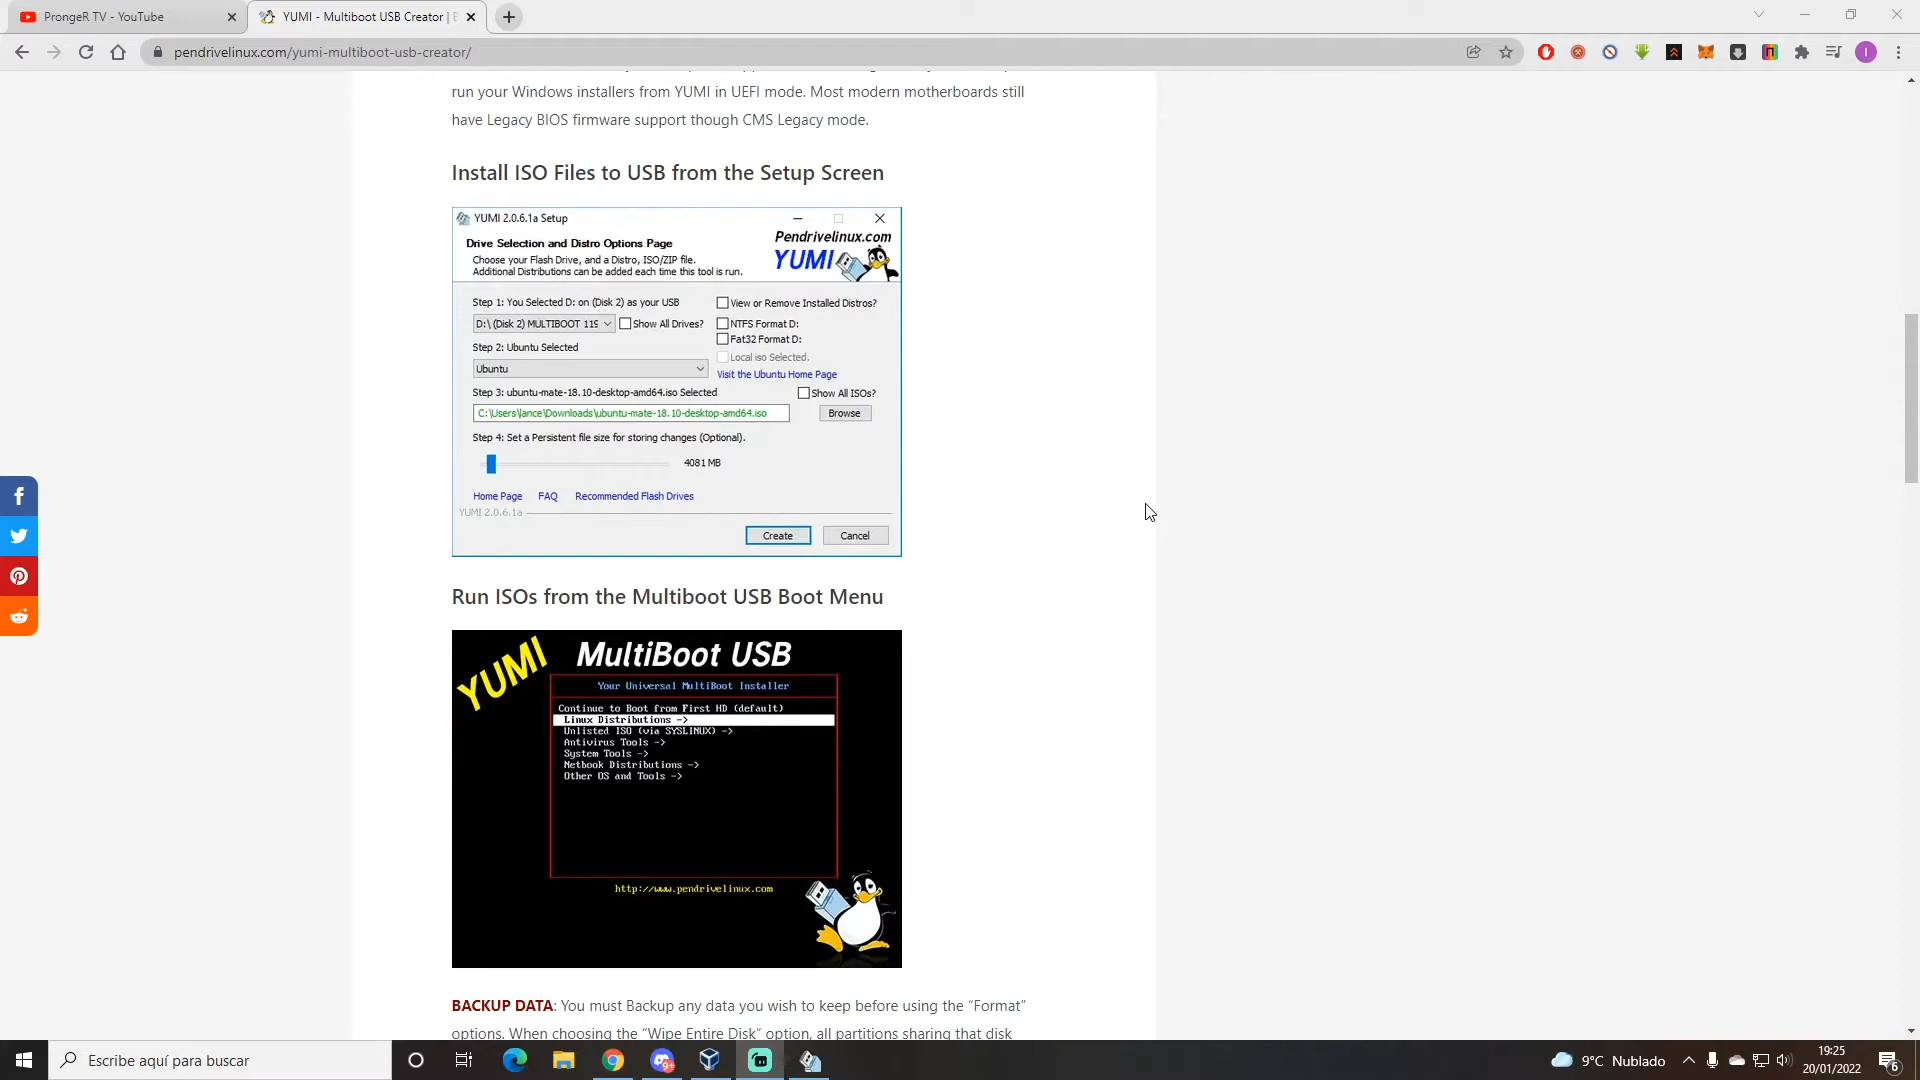 ProngeR TV - YouTube
YUMI - Multiboot USB Creator |
pendrivelinux.com/yumi-multiboot-usb-creator/
run your Windows installers from YUMI in UEFI mode. Most modern motherboards still
have Legacy BIOS firmware support though CMS Legacy mode.
Install ISO Files to USB from the Setup Screen
YUMI 2.0.6.1a Setup
Drive Selection and Distro Options Page
Choose your Flash Drive, and a Distro, ISO/ZIP file.
Additional Distributions can be added each time this tool is run.
Pendrivelinux.com
YUMI
Step 1: You Selected D: on (Disk 2) as your USB
View or Remove Installed Distros?
D:\ (Disk 2) MULTIBOOT 119
Show All Drives?
NTFS Format D:
Fat32 Format D:
Step 2: Ubuntu Selected
Local iso Selected.
Ubuntu
Visit the Ubuntu Home Page
Step 3: ubuntu-mate-18.10-desktop-amd64.iso Selected
Show All ISOs?
C:\Users\lance\Downloads\ubuntu-mate-18.10-desktop-amd64.iso
Browse
Step 4: Set a Persistent file size for storing changes (Optional).
4081 MB
Home Page FAQ Recommended Flash Drives
YUMI 2.0.6.1a
Create
Cancel
Run ISOs from the Multiboot USB Boot Menu
YUMI
MultiBoot USB
Your Universal MultiBoot Installer
Continue to Boot from First HD (default)
Linux Distributions ->
Unlisted ISO (via SYSLINUX) ->
Antivirus Tools ->
System Tools ->
Netbook Distributions ->
Other OS and Tools ->
http://www.pendrivelinux.com
BACKUP DATA: You must Backup any data you wish to keep before using the “Format”
options. When choosing the “Wipe Entire Disk” option, all partitions sharing that disk
Escribe aquí para buscar
9+
9°C Nublado
19:25
20/01/2022
6